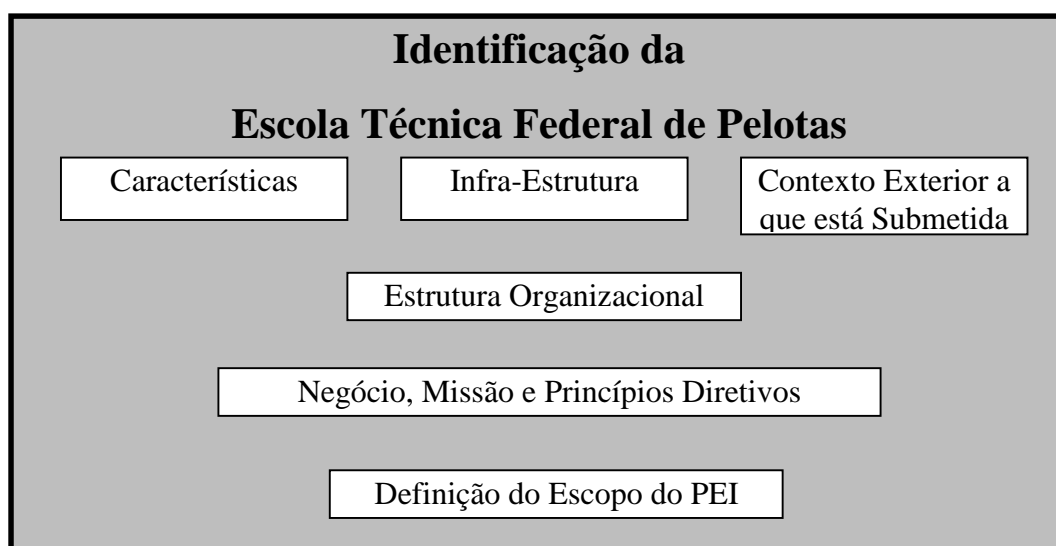 Identificação da
Escola Técnica Federal de Pelotas
Características
Infra-Estrutura
Contexto Exterior a
que está Submetida
Estrutura Organizacional
Negócio, Missão e Princípios Diretivos
Definição do Escopo do PEI